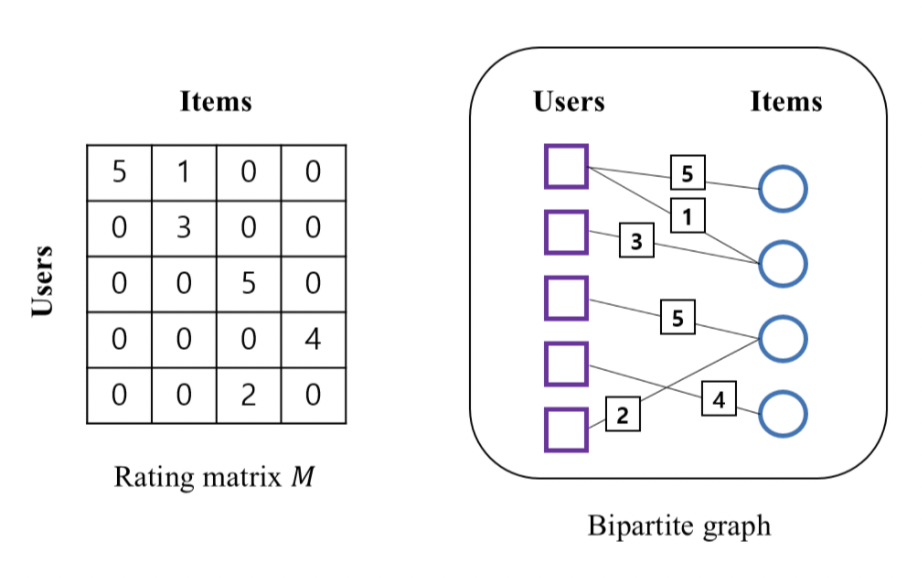 Items
Users
5 1 0 0
0 3 0 0
0 0 5 0
0 0 0 4
0 0 2 0
Rating matrix M
Users Items
5
1
3
5
4
2
Bipartite graph